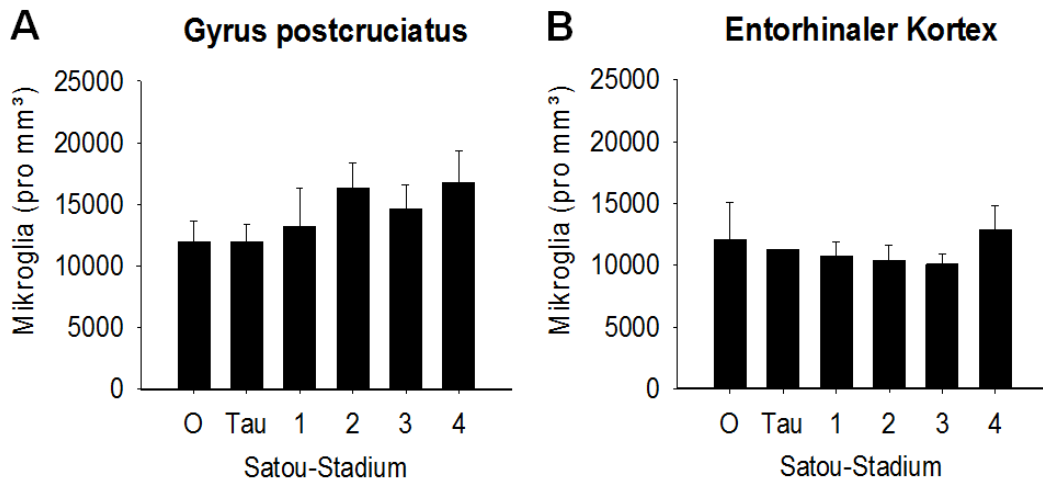 A
Gyrus postcruciatus
Mikroglia (pro mm³)
25000
20000
15000
10000
5000
0
O Tau 1 2 3 4
Satou-Stadium
B
Entorhinaler Kortex
Mikroglia (pro mm³)
25000
20000
15000
10000
5000
0
O Tau 1 2 3 4
Satou-Stadium